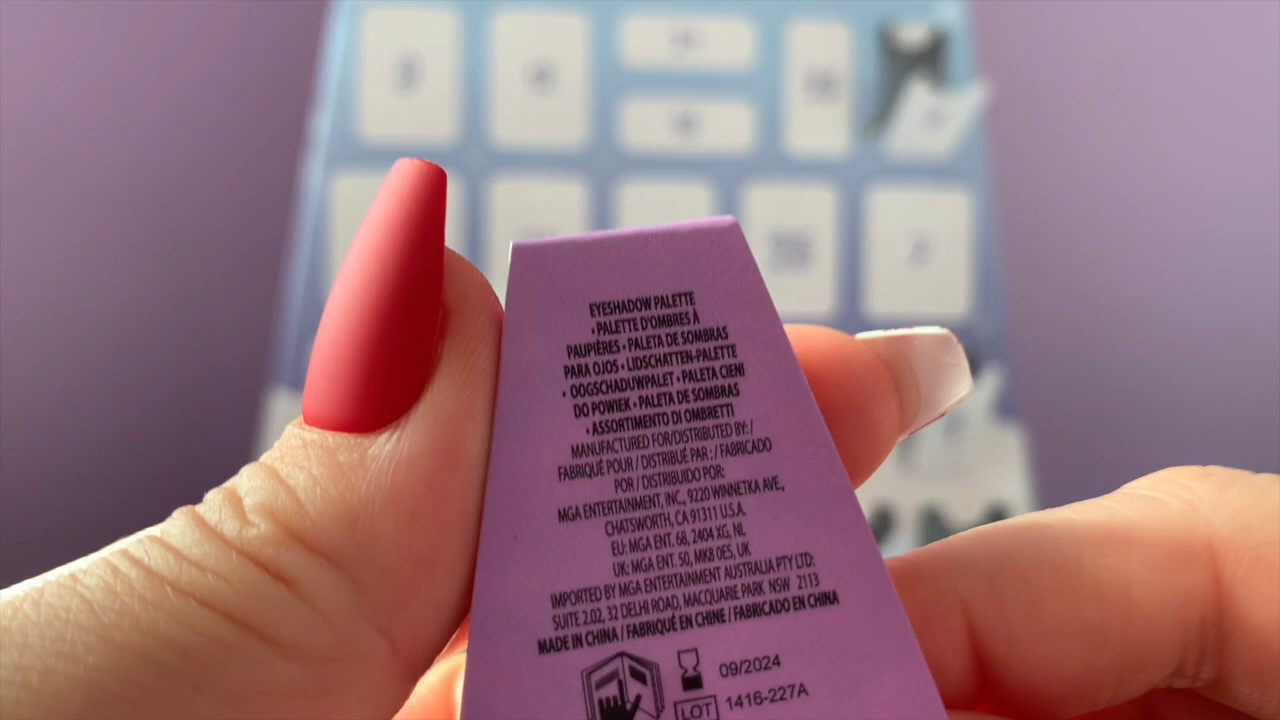 EYESHADOW PALETTE
• PALETTE D'OMBRES À
PAUPIÈRES • PALETA DE SOMBRAS
PARA OJOS • LIDSCHATTEN-PALETTE
• OOGSCHADUWPALET • PALETA CIENI
DO POWIEK • PALETA DE SOMBRAS
• ASSORTIMENTO DI OMBRETTI
MANUFACTURED FOR/DISTRIBUTED BY: /
FABRIQUÉ POUR / DISTRIBUÉ PAR : / FABRICADO
POR / DISTRIBUIDO POR:
MGA ENTERTAINMENT, INC., 9220 WINNETKA AVE,
CHATSWORTH, CA 91311 U.S.A.
EU: MGA ENT. 68, 2404 XG, NL
UK: MGA ENT. 50, MK8 0ES, UK
IMPORTED BY MGA ENTERTAINMENT AUSTRALIA PTY LTD:
SUITE 2.02, 32 DELHI ROAD, MACQUARIE PARK NSW 2113
MADE IN CHINA / FABRIQUÉ EN CHINE / FABRICADO EN CHINA
09/2024
LOT 1416-227A